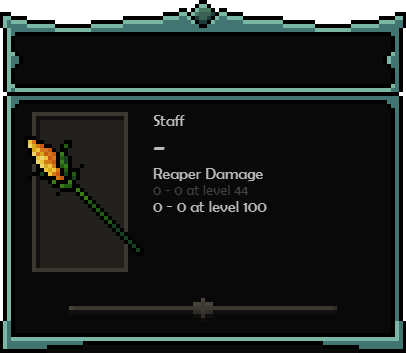 Staff
–
Reaper Damage
0 - 0 at level 44
0 - 0 at level 100